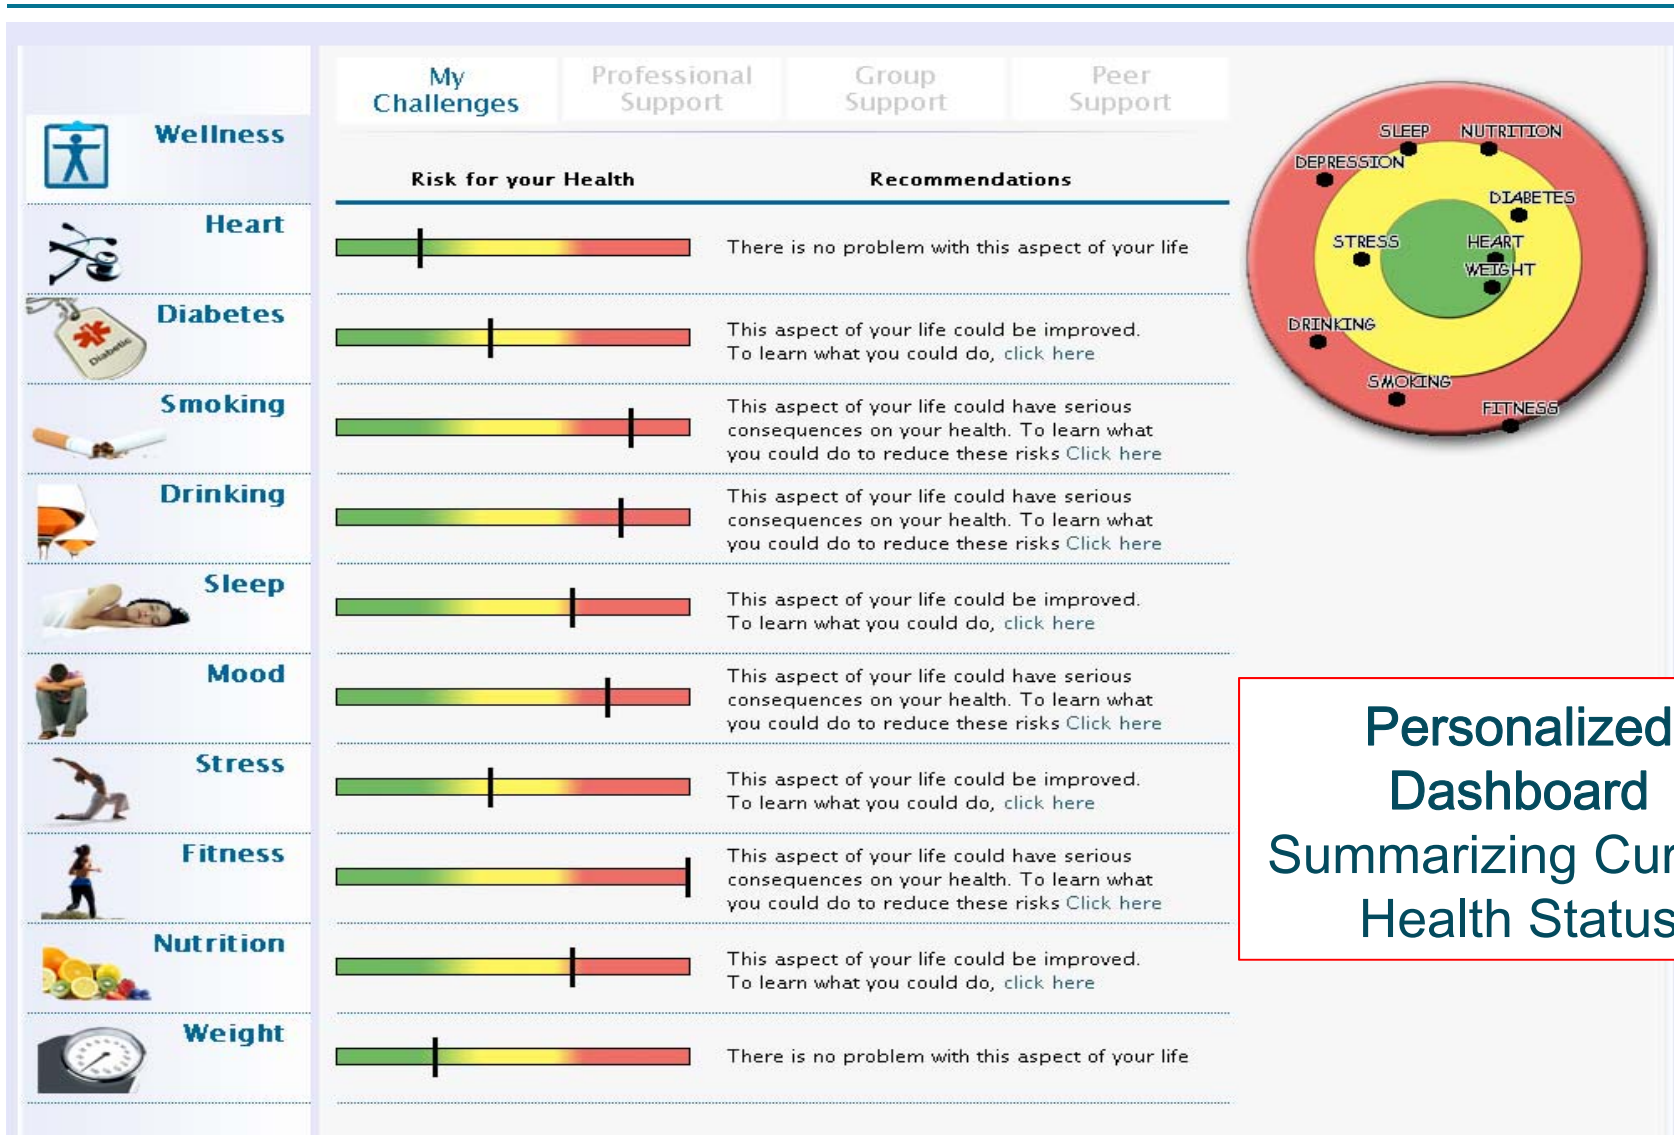 My
Challenges
Professional
Support
Group
Support
Peer
Support
Wellness
Risk for your Health
Recommendations
Heart
There is no problem with this aspect of your life
Diabetes
Diabetic
This aspect of your life could be improved.
To learn what you could do, click here
Smoking
This aspect of your life could have serious
consequences on your health. To learn what
you could do to reduce these risks Click here
Drinking
This aspect of your life could have serious
consequences on your health. To learn what
you could do to reduce these risks Click here
Sleep
This aspect of your life could be improved.
To learn what you could do, click here
Mood
This aspect of your life could have serious
consequences on your health. To learn what
you could do to reduce these risks Click here
Stress
This aspect of your life could be improved.
To learn what you could do, click here
Fitness
This aspect of your life could have serious
consequences on your health. To learn what
you could do to reduce these risks Click here
Nutrition
This aspect of your life could be improved.
To learn what you could do, click here
Weight
There is no problem with this aspect of your life
SLEEP
NUTRITION
DEPRESSION
DIABETES
STRESS
HEART
WEIGHT
DRINKING
SMOKING
FITNESS
Personalized
Dashboard
Summarizing
Health Status